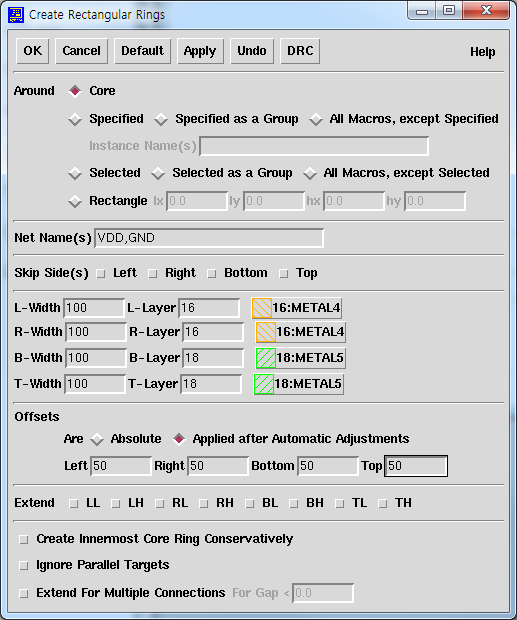 Create Rectangular Rings
OK Cancel Default Apply Undo DRC Help
Around Core
Specified Specified as a Group All Macros, except Specified
Instance Name(s)
Selected Selected as a Group All Macros, except Selected
Rectangle lx 0.0 ly 0.0 hx 0.0 hy 0.0
Net Name(s) VDD,GND
Skip Side(s) Left Right Bottom Top
L-Width 100 L-Layer 16 16:METAL4
R-Width 100 R-Layer 16 16:METAL4
B-Width 100 B-Layer 18 18:METAL5
T-Width 100 T-Layer 18 18:METAL5
Offsets
Are Absolute Applied after Automatic Adjustments
Left 50 Right 50 Bottom 50 Top 50
Extend LL LH RL RH BL BH TL TH
Create Innermost Core Ring Conservatively
Ignore Parallel Targets
Extend For Multiple Connections For Gap < 0.0